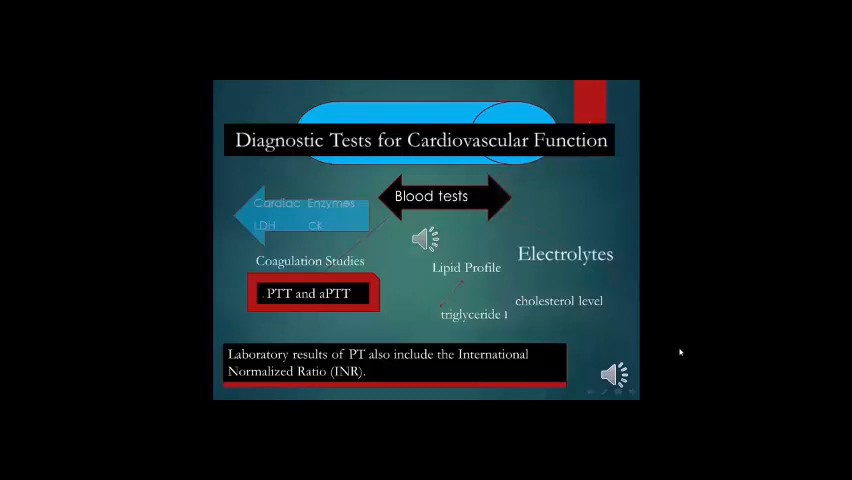 Diagnostic Tests for Cardiovascular Function
Blood tests
Cardiac Enzymes
LDH CK
Coagulation Studies
. PTT and aPTT
Electrolytes
Lipid Profile
cholesterol level
triglyceride l
Laboratory results of PT also include the International
Normalized Ratio (INR).